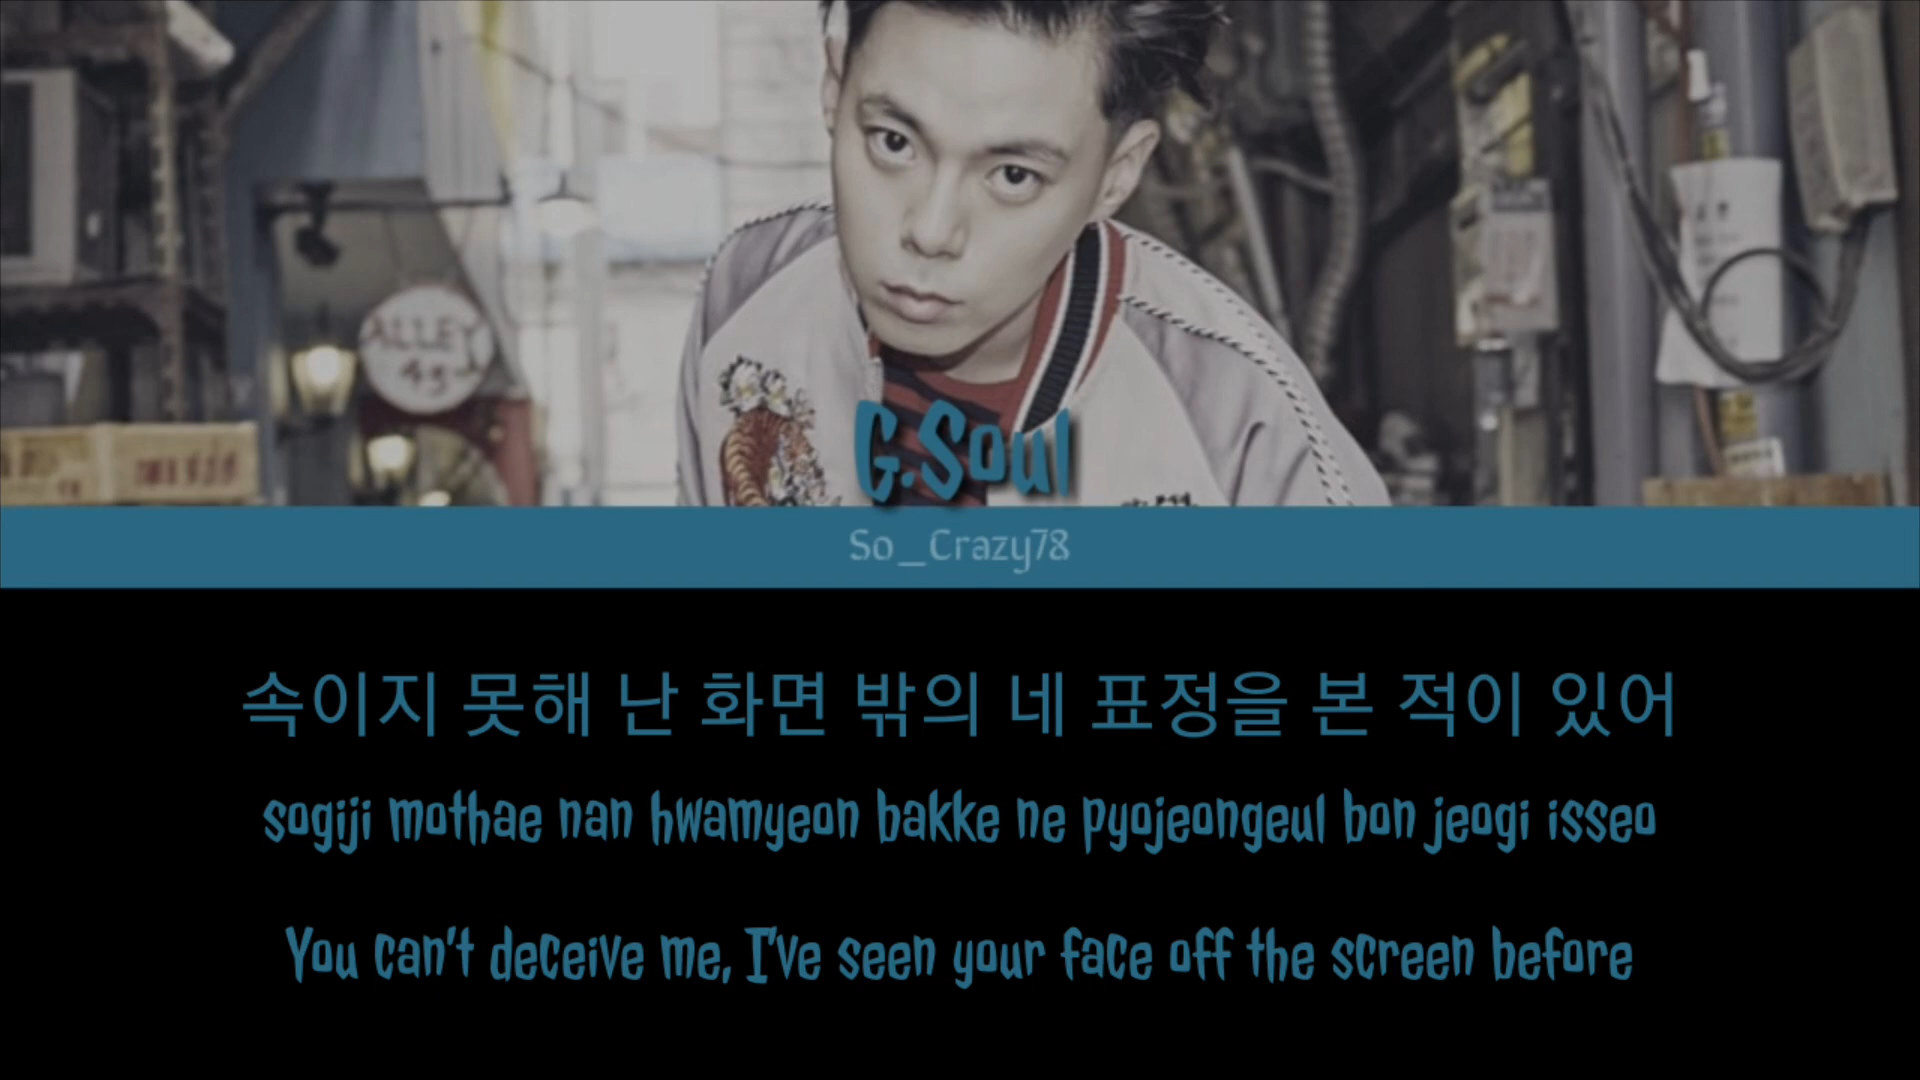 ALLEY
G.Soul
So_Crazy78
속이지 못해 난 화면 밖의 네 표정을 본 적이 있어
sogiji mothae nan hwamyeon bakke ne pyojeongeul bon jeogi isseo
You can't deceive me, I've seen your face off the screen before